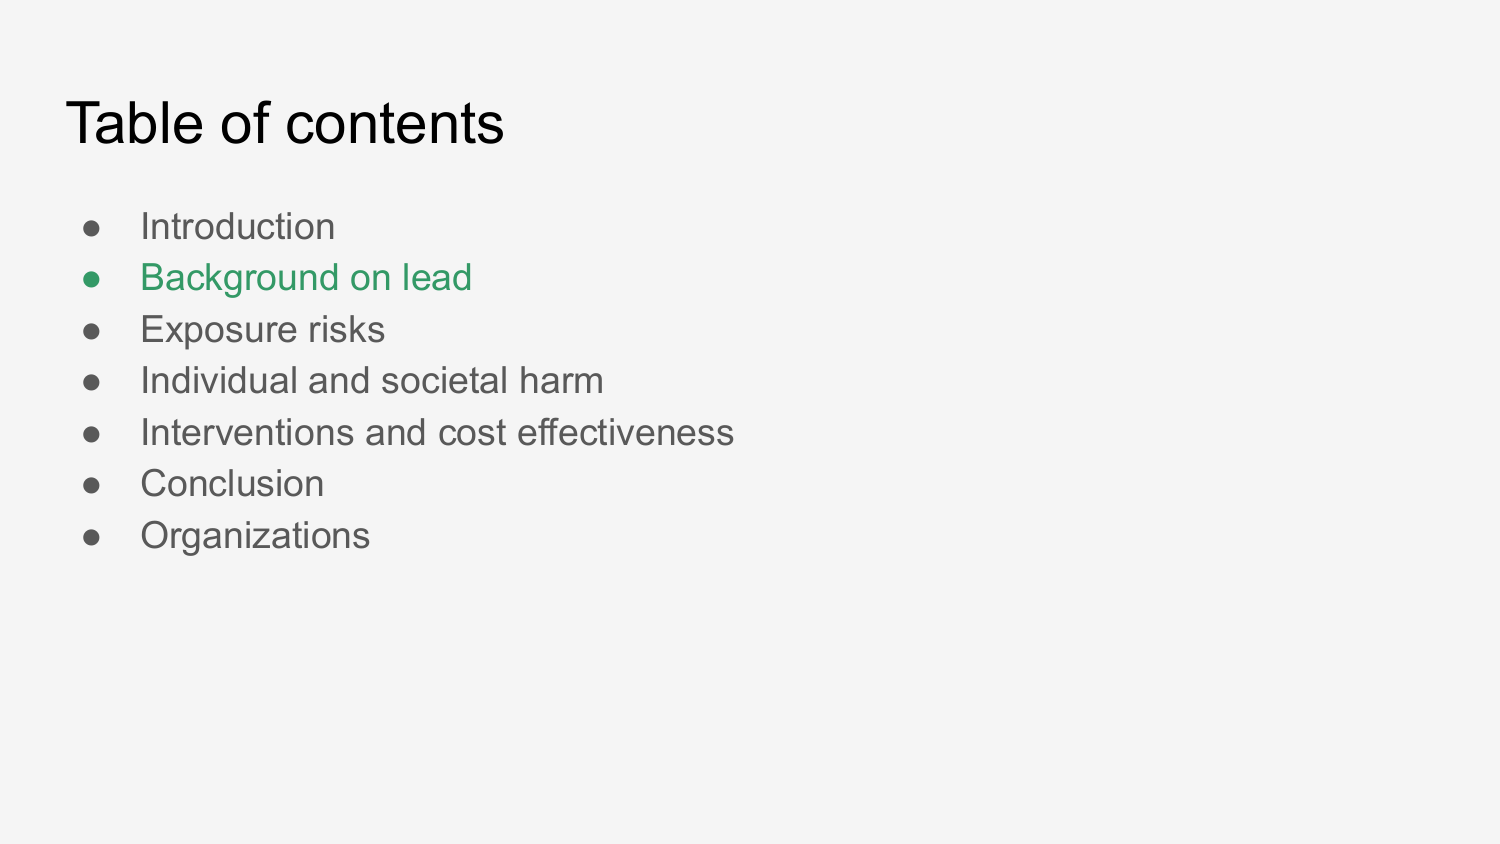 Table of contents
● Introduction
● Background on lead
● Exposure risks
● Individual and societal harm
● Interventions and cost effectiveness
● Conclusion
● Organizations